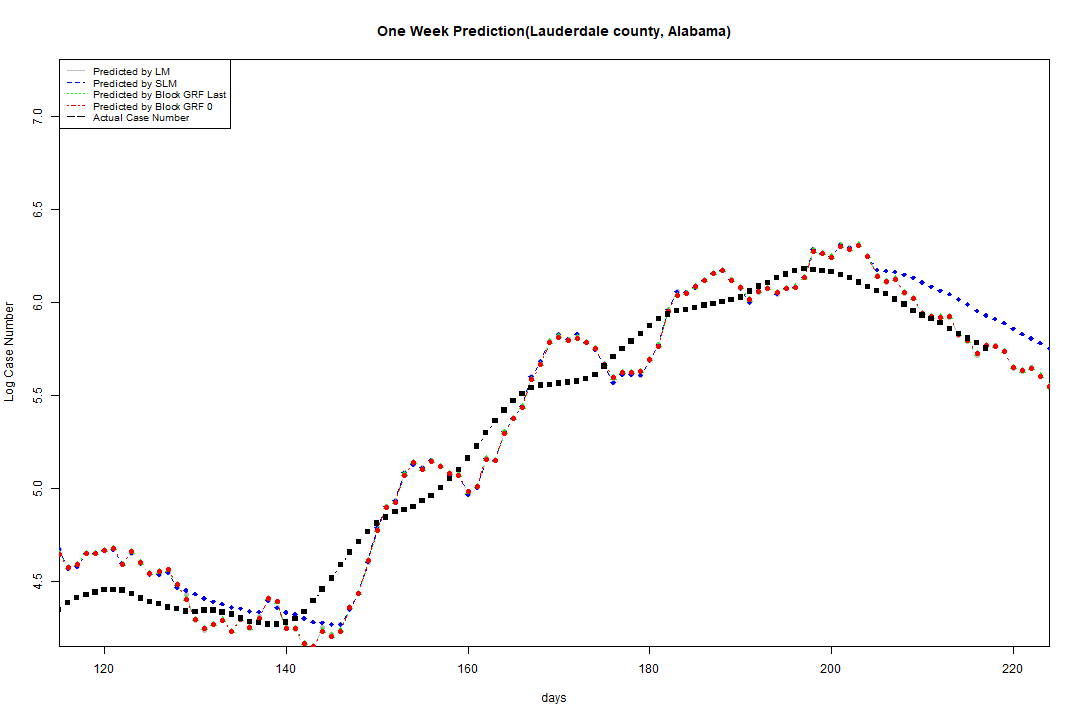 One Week Prediction(Lauderdale county, Alabama)
Predicted by LM
Predicted by SLM
Predicted by Block GRF Last
Predicted by Block GRF 0
Actual Case Number
7.0
6.5
6.0
5.5
5.0
4.5
Log Case Number
120 140 160 180 200 220
days